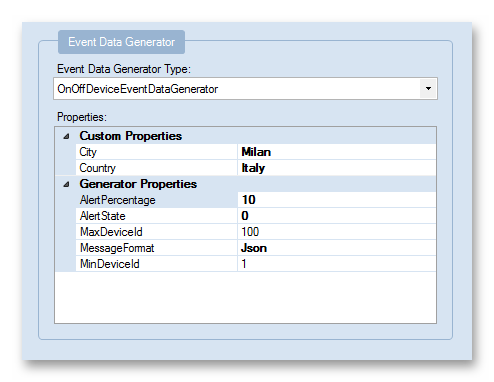 Event Data Generator
Event Data Generator Type:
OnOffDeviceEventDataGenerator
Properties:
Custom Properties
City Milan
Country Italy
Generator Properties
AlertPercentage 10
AlertState 0
MaxDeviceId 100
MessageFormat Json
MinDeviceId 1